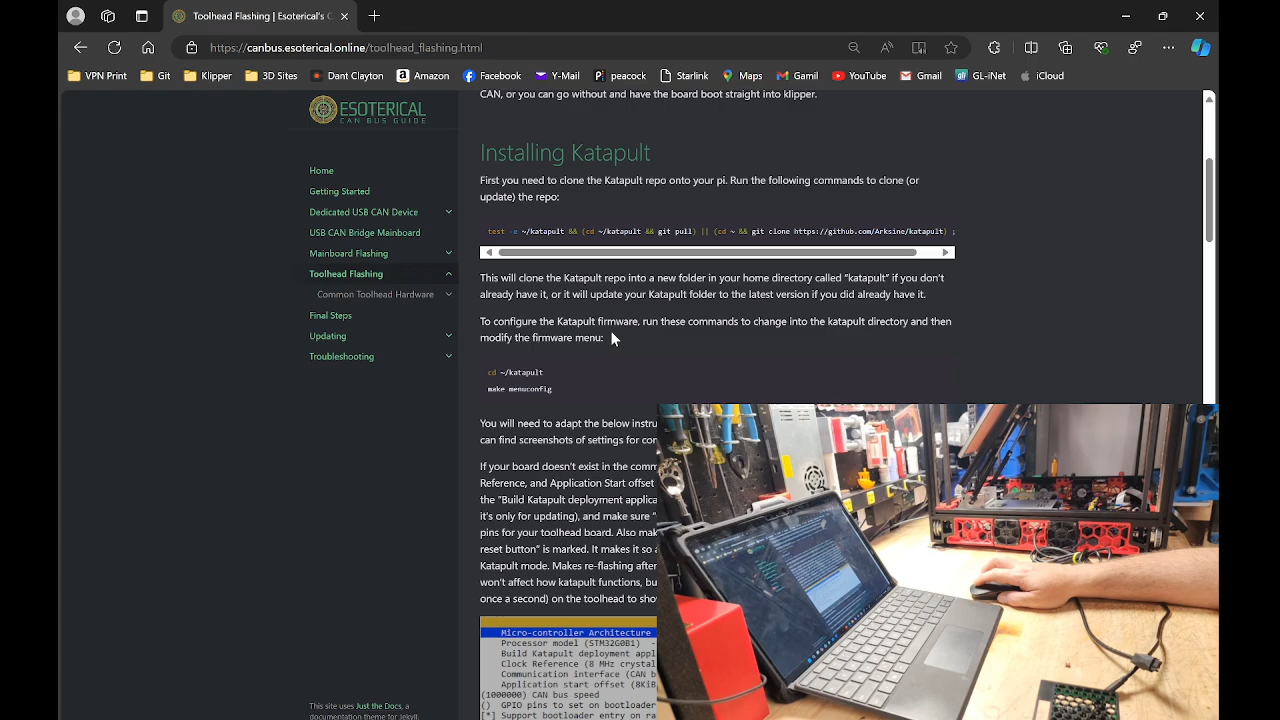 Toolhead Flashing | Esoterical's C
https://canbus.esoterical.online/toolhead_flashing.html
VPN Print
Git
Klipper
3D Sites
Dant Clayton
Amazon
Facebook
Y-Mail
peacock
Starlink
Maps
Gamil
YouTube
Gmail
GL-iNet
iCloud
ESOTERICAL
CAN BUS GUIDE
Home
Getting Started
Dedicated USB CAN Device
USB CAN Bridge Mainboard
Mainboard Flashing
Toolhead Flashing
Common Toolhead Hardware
Final Steps
Updating
Troubleshooting
This site uses Just the Docs, a
documentation theme for Jekyll.
CAN, or you can go without and have the board boot straight into klipper.
Installing Katapult
First you need to clone the Katapult repo onto your pi. Run the following commands to clone (or
update) the repo:
test -e ~/katapult && (cd ~/katapult && git pull) || (cd ~ && git clone https://github.com/Arksine/katapult) ;
This will clone the Katapult repo into a new folder in your home directory called “katapult” if you don’t
already have it, or it will update your Katapult folder to the latest version if you did already have it.
To configure the Katapult firmware, run these commands to change into the katapult directory and then
modify the firmware menu:
cd ~/katapult
make menuconfig
You will need to adapt the below instru
can find screenshots of settings for con
If your board doesn’t exist in the comm
Reference, and Application Start offset
the “Build Katapult deployment applica
it’s only for updating), and make sure “
pins for your toolhead board. Also mak
reset button” is marked. It makes it so a
Katapult mode. Makes re-flashing after
won’t affect how katapult functions, bu
once a second) on the toolhead to shov
Micro-controller Architecture
Processor model (STM32G0B1) -
Build Katapult deployment appl
Clock Reference (8 MHz crystal
Communication interface (CAN b
Application start offset (8KiB
(1000000) CAN bus speed
() GPIO pins to set on bootloader
[*] Support bootloader entry on ra